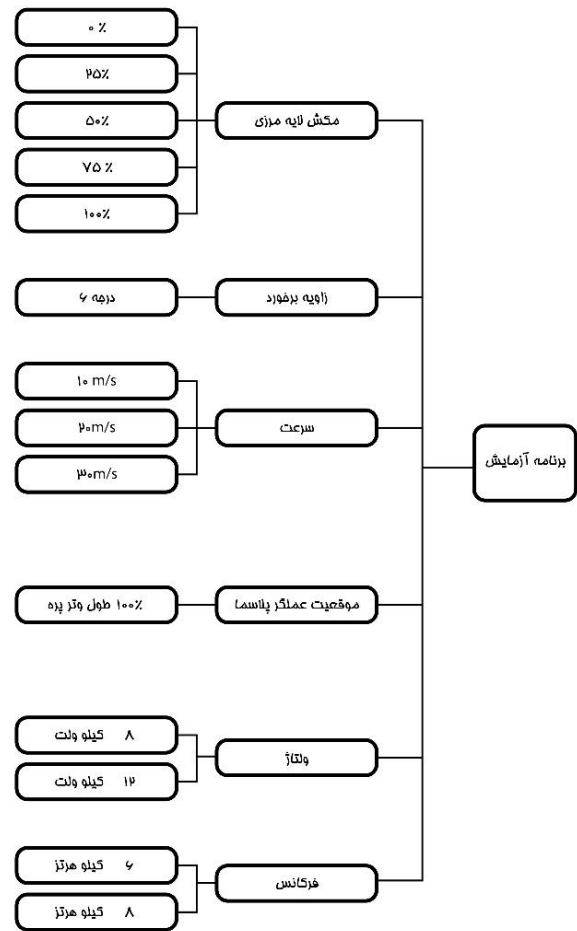 برنامه آزمایش
مکش لایه مرزی
۰ %
۲۵%
۵۰%
۷۵ %
۱۰۰%
زاویه برخورد
۶ درجه
سرعت
۱۰ m/s
۲۰m/s
۳۰m/s
موقعیت عملگر پلاسما
۱۰۰% طول وتر پره
ولتاژ
۸ کیلو ولت
۱۲ کیلو ولت
فرکانس
۶ کیلو هرتز
۸ کیلو هرتز